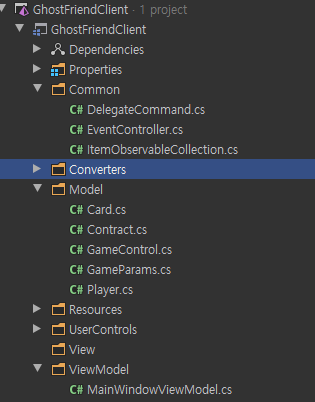 GhostFriendClient · 1 project
GhostFriendClient
Dependencies
Properties
Common
C# DelegateCommand.cs
C# EventController.cs
C# ItemObservableCollection.cs
Converters
Model
C# Card.cs
C# Contract.cs
C# GameControl.cs
C# GameParams.cs
C# Player.cs
Resources
UserControls
View
ViewModel
C# MainWindowViewModel.cs